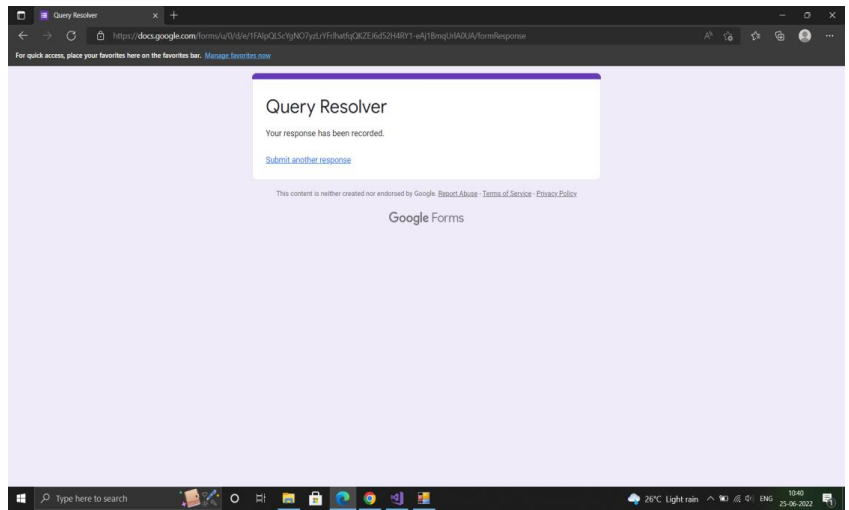 Query Resolver
https://docs.google.com/forms/u/0/d/e/1FAIpQLScYgNO7yzLrYFrlhatfqQKZEJ6d52H4RY1-eAj1BmqUrlA0UA/formResponse
For quick access, place your favorites here on the favorites bar. Manage favorites now
Query Resolver
Your response has been recorded.
Submit another response
This content is neither created nor endorsed by Google. Report Abuse - Terms of Service - Privacy Policy
Google Forms
Type here to search
26°C Light rain
ENG
10:40
25-06-2022